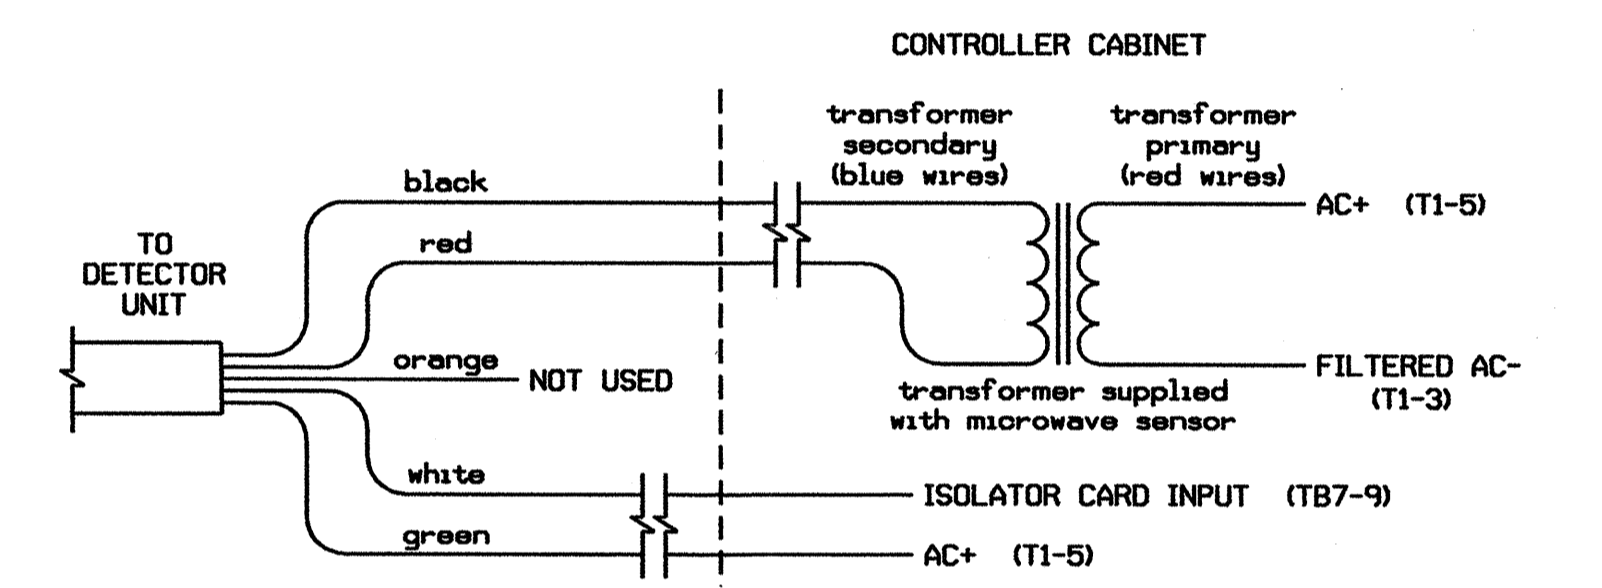 CONTROLLER CABINET
transformer
secondary
(blue wires)
transformer
primary
(red wires)
black
AC+ (T1-5)
red
TO
DETECTOR
UNIT
orange
NOT USED
FILTERED AC-
(T1-3)
transformer supplied
with microwave sensor
white
ISOLATOR CARD INPUT (TB7-9)
green
AC+ (T1-5)